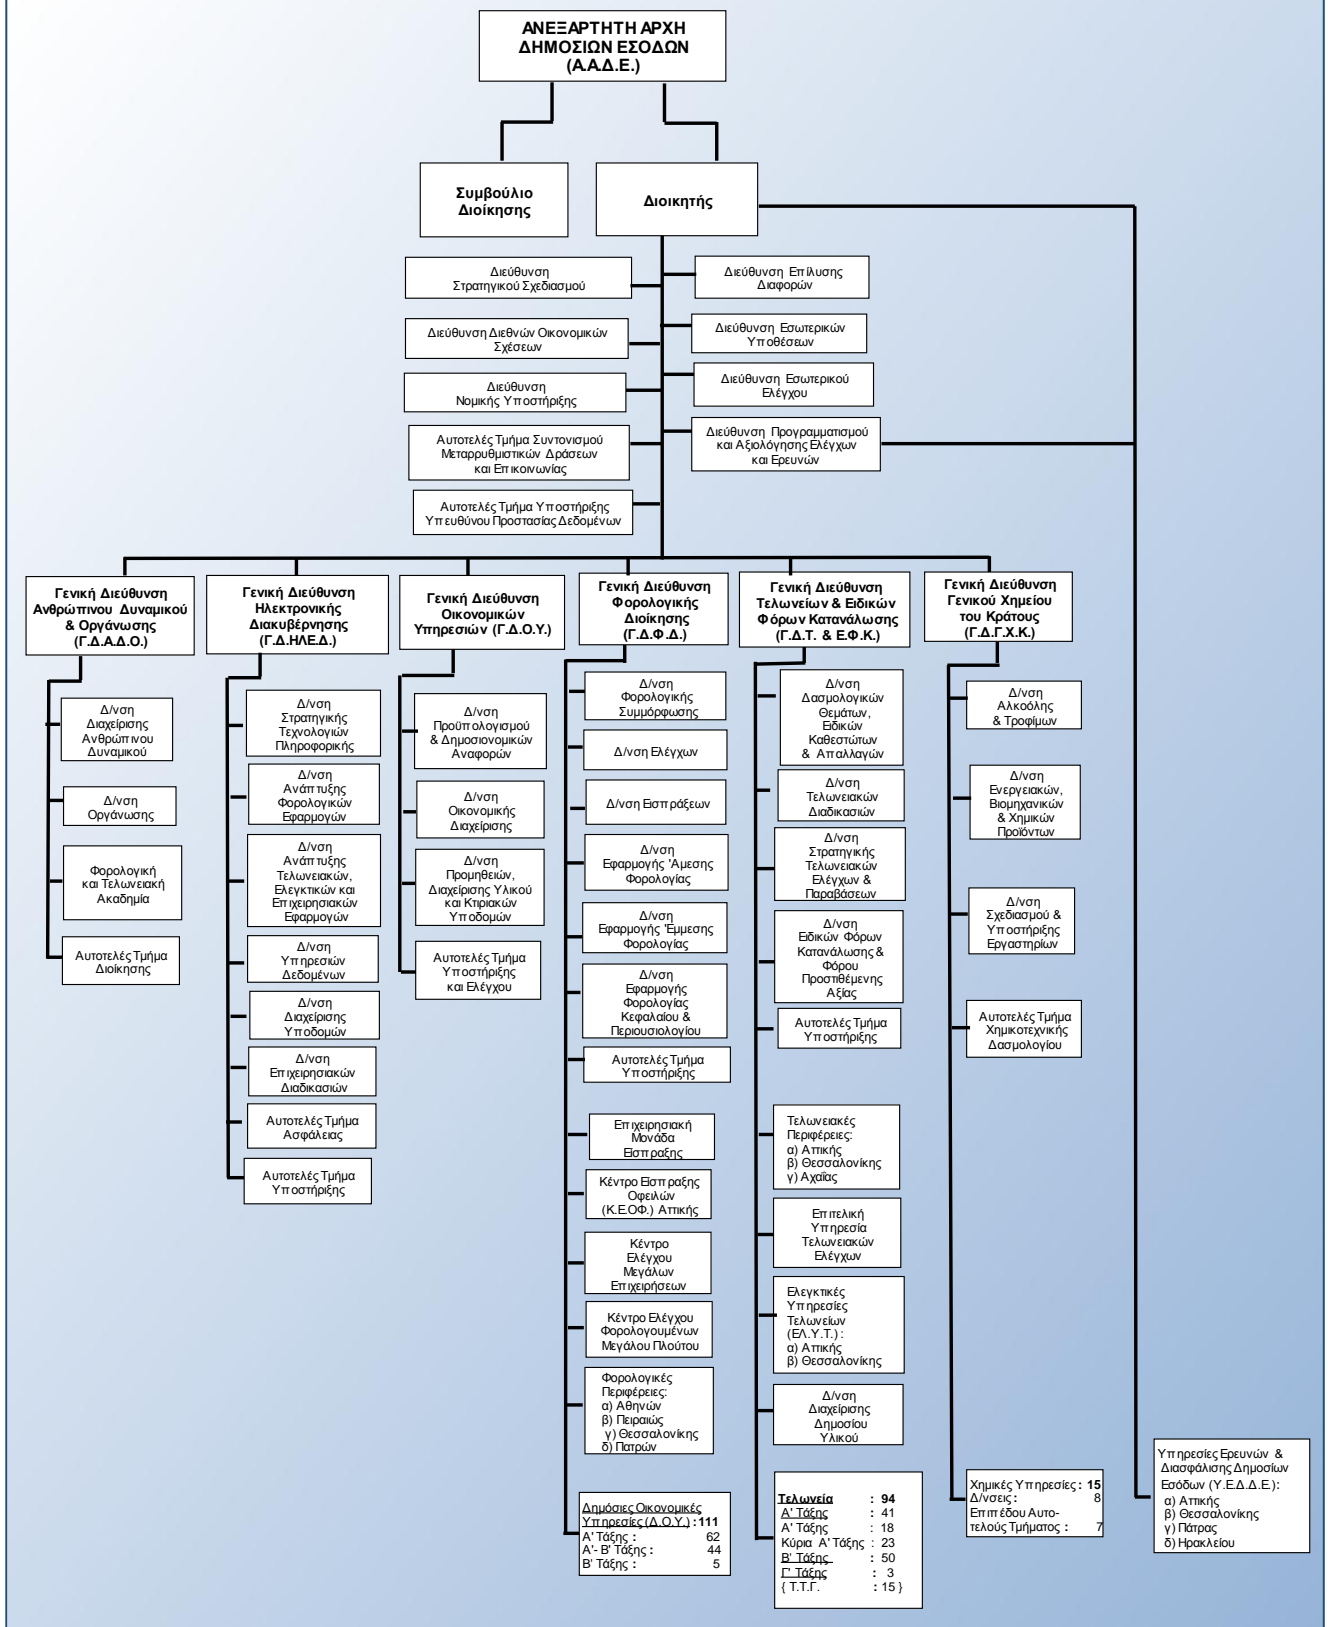 ΑΝΕΞΑΡΤΗΤΗ ΑΡΧΗ
ΔΗΜΟΣΙΩΝ ΕΣΟΔΩΝ
(Α.Α.Δ.Ε.)
Συμβούλιο
Διοίκησης
Διοικητής
Διεύθυνση
Στρατηγικού Σχεδιασμού
Διεύθυνση Επίλυσης
Διαφορών
Διεύθυνση Διεθνών Οικονομικών
Σχέσεων
Διεύθυνση Εσωτερικών
Υποθέσεων
Διεύθυνση
Νομικής Υποστήριξης
Διεύθυνση Εσωτερικού
Ελέγχου
Αυτοτελές Τμήμα Συντονισμού
Μεταρρυθμιστικών Δράσεων
και Επικοινωνίας
Διεύθυνση Προγραμματισμού
και Αξιολόγησης Ελέγχων
και Ερευνών
Αυτοτελές Τμήμα Υποστήριξης
Υπευθύνου Προστασίας Δεδομένων
Γενική Διεύθυνση
Ανθρώπινου Δυναμικού
& Οργάνωσης
(Γ.Δ.Α.Δ.Ο.)
Δ/νση
Διαχείρισης
Ανθρώπινου
Δυναμικού
Δ/νση
Οργάνωσης
Φορολογική
και Τελωνειακή
Ακαδημία
Αυτοτελές Τμήμα
Διοίκησης
Γενική Διεύθυνση
Ηλεκτρονικής
Διακυβέρνησης
(Γ.Δ.ΗΛΕ.Δ.)
Δ/νση
Στρατηγικής
Τεχνολογιών
Πληροφορικής
Δ/νση
Ανάπτυξης
Φορολογικών
Εφαρμογών
Δ/νση
Ανάπτυξης
Τελωνειακών,
Ελεγκτικών και
Επιχειρησιακών
Εφαρμογών
Δ/νση
Υπηρεσιών
Δεδομένων
Δ/νση
Διαχείρισης
Υποδομών
Δ/νση
Επιχειρησιακών
Διαδικασιών
Αυτοτελές Τμήμα
Ασφάλειας
Αυτοτελές Τμήμα
Υποστήριξης
Γενική Διεύθυνση
Οικονομικών
Υπηρεσιών (Γ.Δ.Ο.Υ.)
Δ/νση
Προϋπολογισμού
& Δημοσιονομικών
Αναφορών
Δ/νση
Οικονομικής
Διαχείρισης
Δ/νση
Προμηθειών,
Διαχείρισης Υλικού
και Κτιριακών
Υποδομών
Αυτοτελές Τμήμα
Υποστήριξης
και Ελέγχου
Γενική Διεύθυνση
Φορολογικής
Διοίκησης
(Γ.Δ.Φ.Δ.)
Δ/νση
Φορολογικής
Συμμόρφωσης
Δ/νση Ελέγχων
Δ/νση Εισπράξεων
Δ/νση
Εφαρμογής Άμεσης
Φορολογίας
Δ/νση
Εφαρμογής Έμμεσης
Φορολογίας
Δ/νση
Εφαρμογής
Φορολογίας
Κεφαλαίου &
Περιουσιολογίου
Αυτοτελές Τμήμα
Υποστήριξης
Επιχειρησιακή
Μονάδα
Είσπραξης
Κέντρο Είσπραξης
Οφειλών
(Κ.Ε.ΟΦ.) Αττικής
Κέντρο
Ελέγχου
Μεγάλων
Επιχειρήσεων
Κέντρο Ελέγχου
Φορολογουμένων
Μεγάλου Πλούτου
Φορολογικές
Περιφέρειες:
α) Αθηνών
β) Πειραιώς
γ) Θεσσαλονίκης
δ) Πατρών
Δημόσιες Οικονομικές
Υπηρεσίες (Δ.Ο.Υ.) : 111
Α' Τάξης : 62
Α'- Β' Τάξης : 44
Β' Τάξης : 5
Γενική Διεύθυνση
Τελωνείων & Ειδικών
Φόρων Κατανάλωσης
(Γ.Δ.Τ. & Ε.Φ.Κ.)
Δ/νση
Δασμολογικών
Θεμάτων,
Ειδικών
Καθεστώτων
& Απαλλαγών
Δ/νση
Τελωνειακών
Διαδικασιών
Δ/νση
Στρατηγικής
Τελωνειακών
Ελέγχων &
Παραβάσεων
Δ/νση
Ειδικών Φόρων
Κατανάλωσης &
Φόρου
Προστιθέμενης
Αξίας
Αυτοτελές Τμήμα
Υποστήριξης
Τελωνειακές
Περιφέρειες:
α) Αττικής
β) Θεσσαλονίκης
γ) Αχαΐας
Επιτελική
Υπηρεσία
Τελωνειακών
Ελέγχων
Ελεγκτικές
Υπηρεσίες
Τελωνείων
(ΕΛ.Υ.Τ.) :
α) Αττικής
β) Θεσσαλονίκης
Δ/νση
Διαχείρισης
Δημοσίου
Υλικού
Τελωνεία : 94
Α' Τάξης : 41
Α' Τάξης : 18
Κύρια Α' Τάξης : 23
Β' Τάξης : 50
Γ' Τάξης : 3
{ Τ.Τ.Γ. : 15 }
Γενική Διεύθυνση
Γενικού Χημείου
του Κράτους
(Γ.Δ.Γ.Χ.Κ.)
Δ/νση
Αλκοόλης
& Τροφίμων
Δ/νση
Ενεργειακών,
Βιομηχανικών
& Χημικών
Προϊόντων
Δ/νση
Σχεδιασμού &
Υποστήριξης
Εργαστηρίων
Αυτοτελές Τμήμα
Χημικοτεχνικής
Δασμολογίου
Χημικές Υπηρεσίες : 15
Δ/νσεις : 8
Επιπέδου Αυτο-
τελούς Τμήματος : 7
Υπηρεσίες Ερευνών &
Διασφάλισης Δημοσίων
Εσόδων (Υ.Ε.Δ.Δ.Ε.):
α) Αττικής
β) Θεσσαλονίκης
γ) Πάτρας
δ) Ηρακλείου